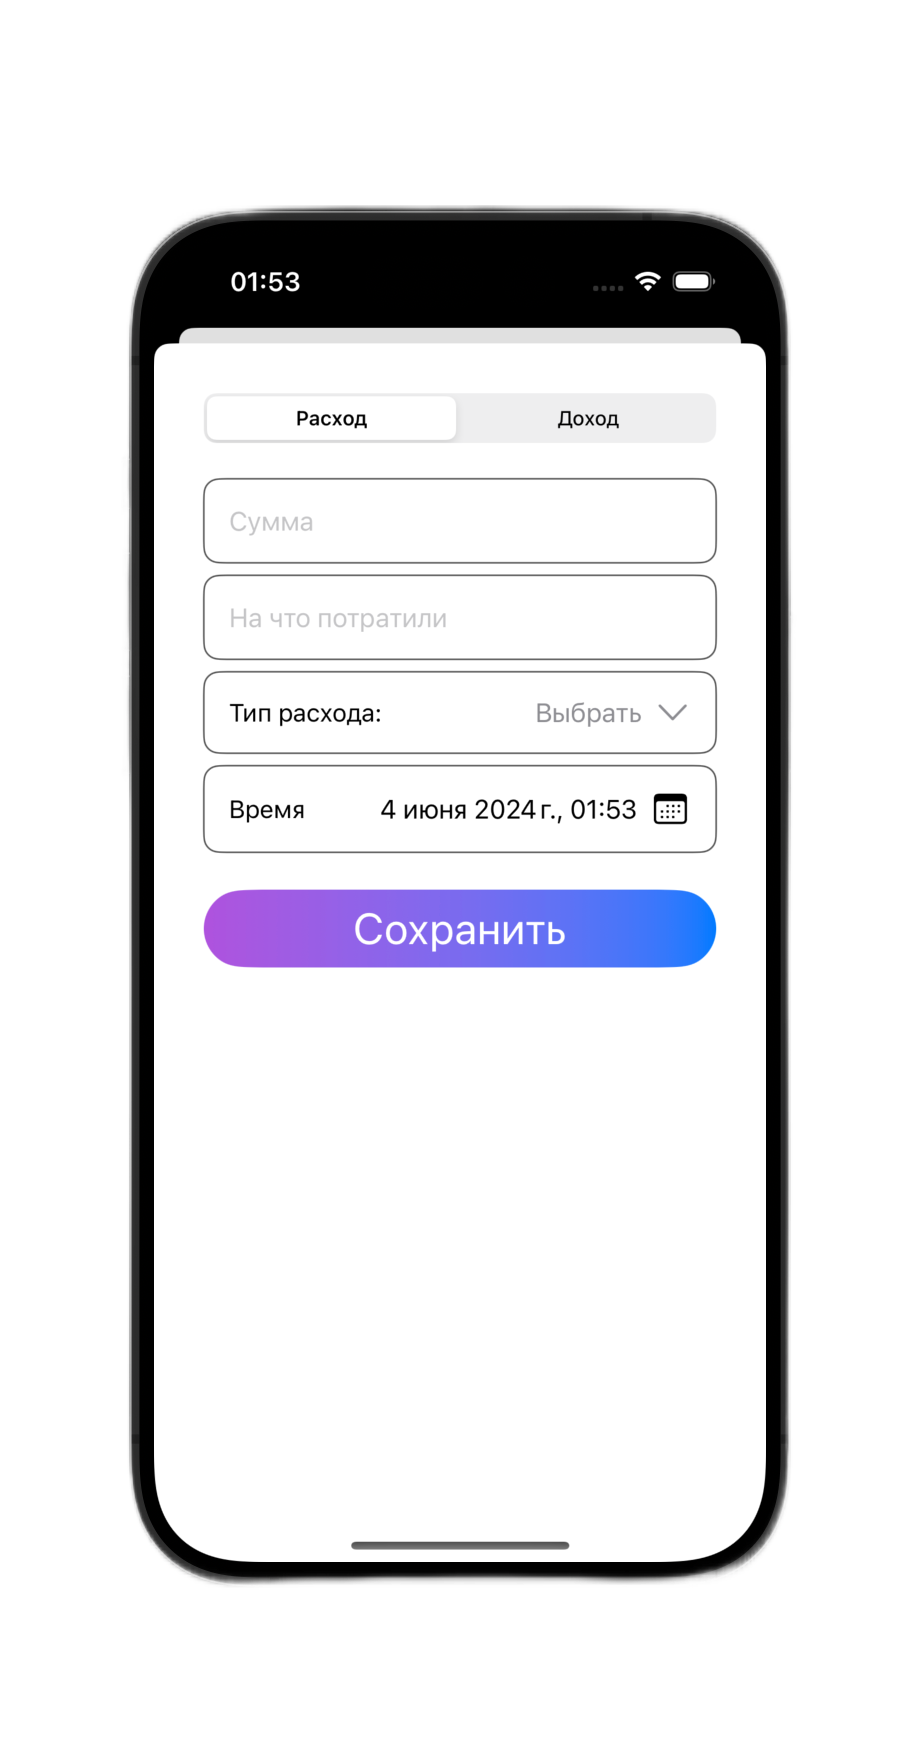 01:53
Расход Доход
Сумма
На что потратили
Тип расхода: Выбрать
Время 4 июня 2024 г., 01:53
Сохранить